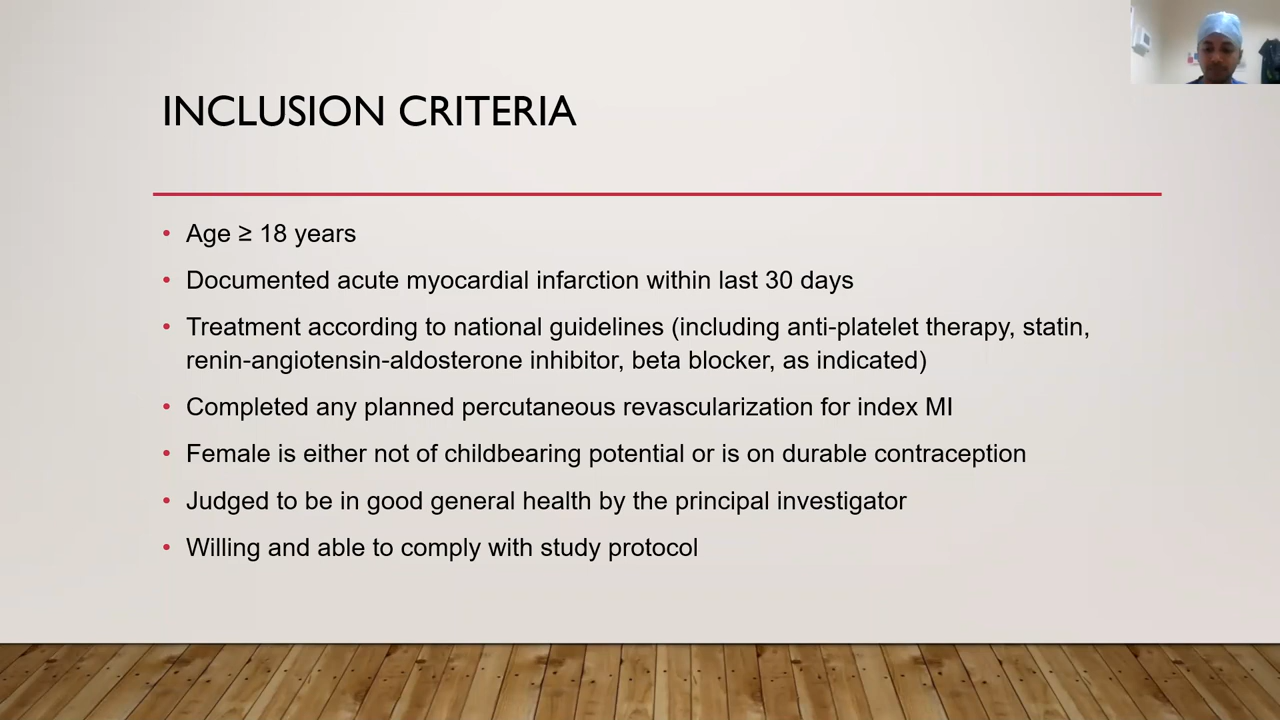 INCLUSION CRITERIA
• Age ≥ 18 years
• Documented acute myocardial infarction within last 30 days
• Treatment according to national guidelines (including anti-platelet therapy, statin,
renin-angiotensin-aldosterone inhibitor, beta blocker, as indicated)
• Completed any planned percutaneous revascularization for index MI
• Female is either not of childbearing potential or is on durable contraception
• Judged to be in good general health by the principal investigator
• Willing and able to comply with study protocol